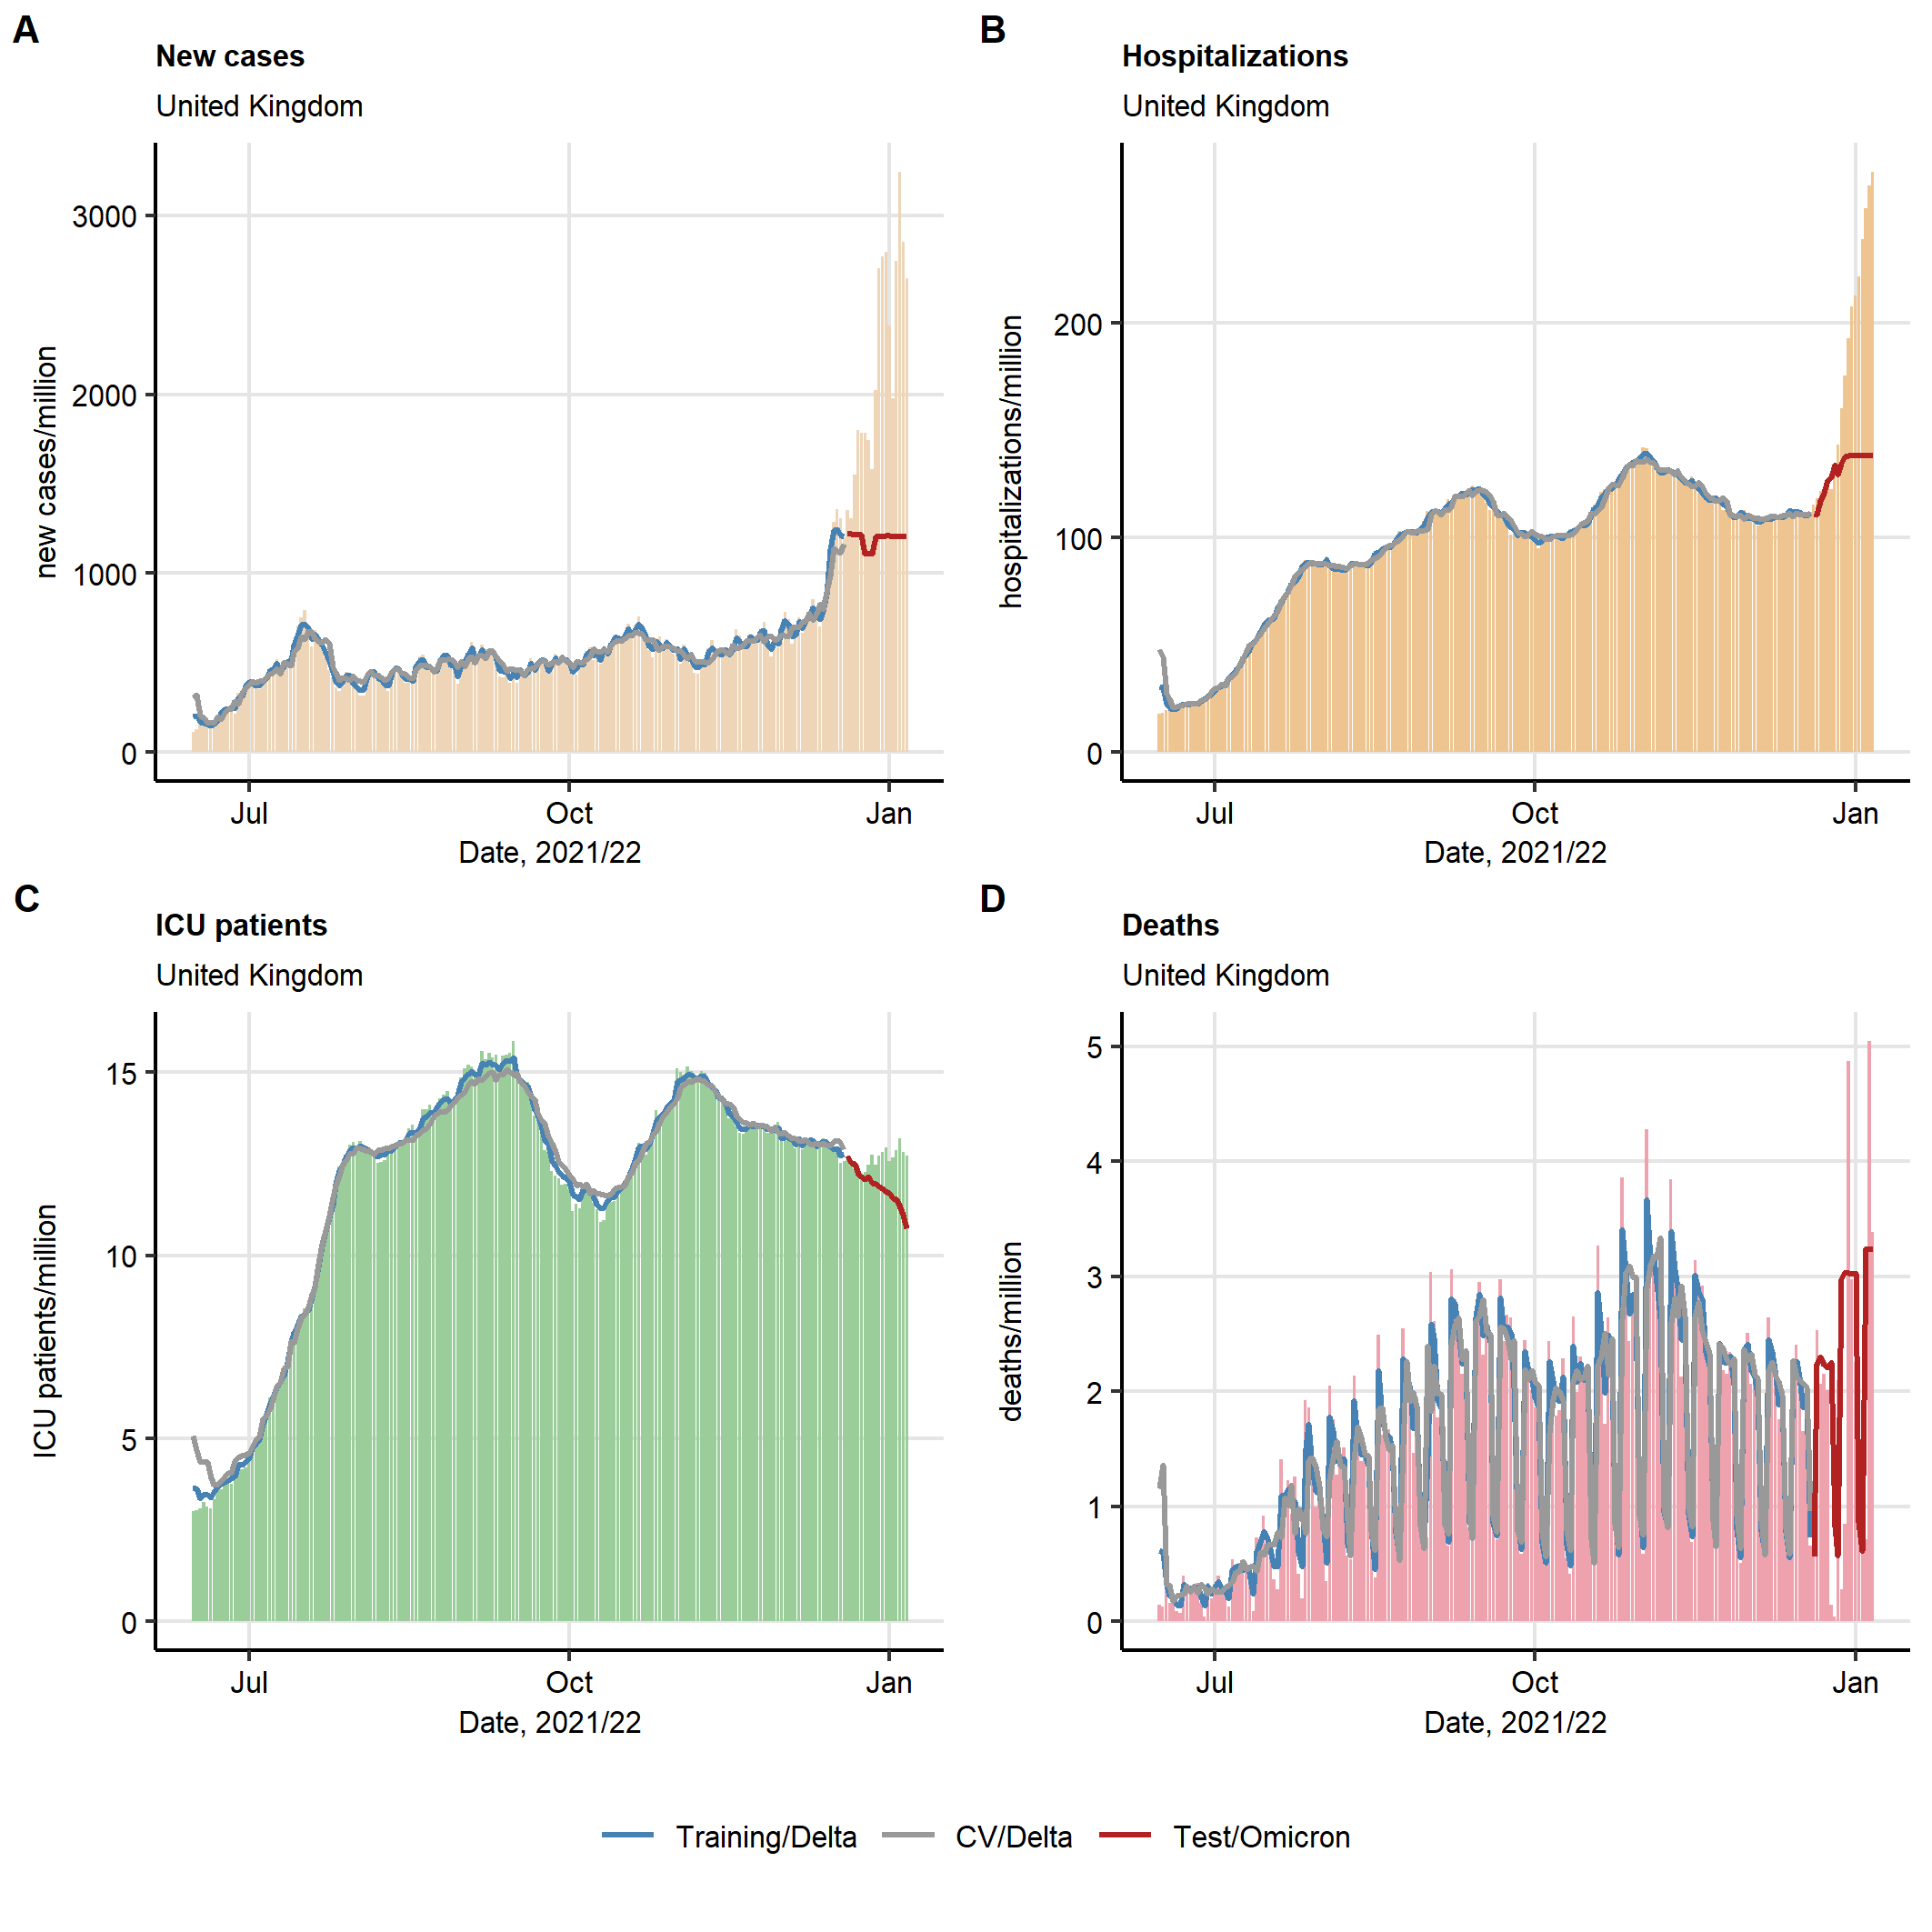 A
New cases
United Kingdom
new cases/million
3000
2000
1000
0
Jul
Oct
Jan
Date, 2021/22
B
Hospitalizations
United Kingdom
hospitalizations/million
200
100
0
Jul
Oct
Jan
Date, 2021/22
C
ICU patients
United Kingdom
ICU patients/million
15
10
5
0
Jul
Oct
Jan
Date, 2021/22
D
Deaths
United Kingdom
deaths/million
5
4
3
2
1
0
Jul
Oct
Jan
Date, 2021/22
Training/Delta
CV/Delta
Test/Omicron